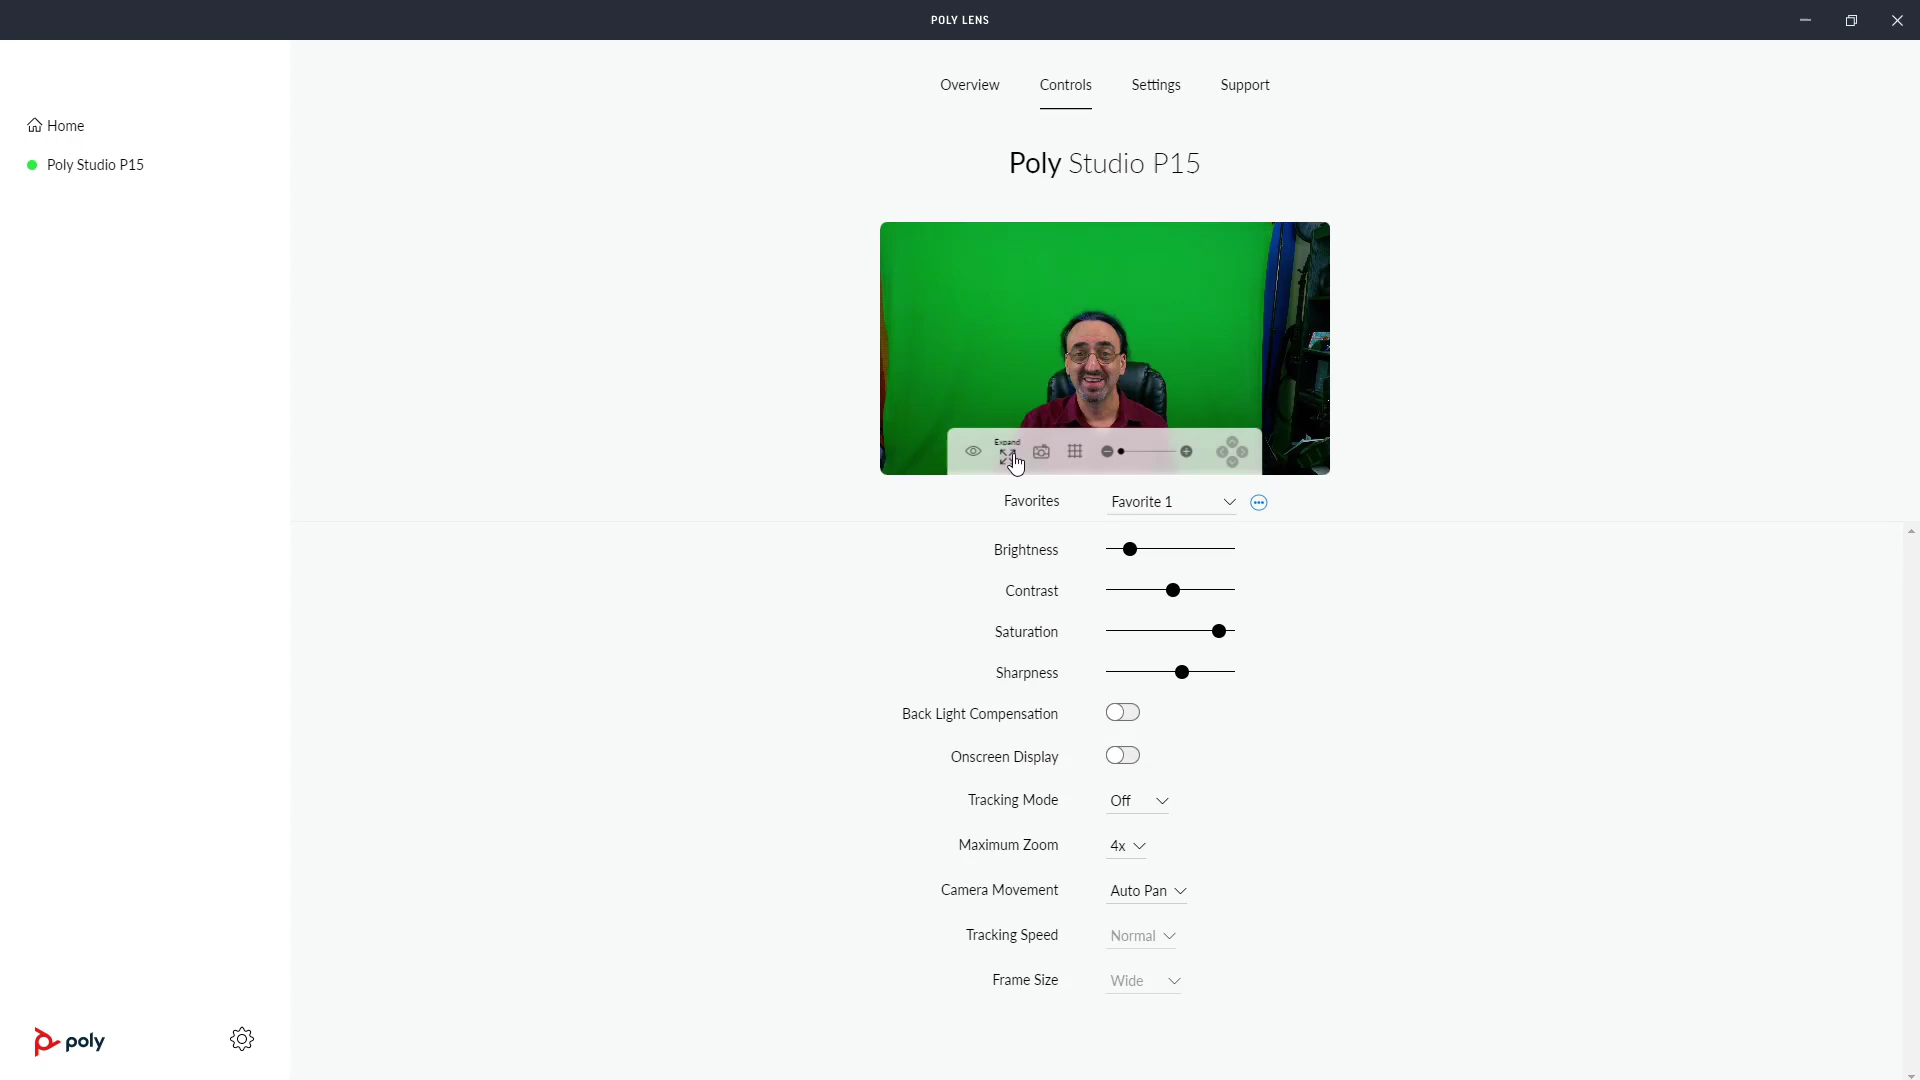 POLY LENS
Overview
Controls
Settings
Support
Home
Poly Studio P15
Poly Studio P15
Expand
Favorites
Favorite 1
Brightness
Contrast
Saturation
Sharpness
Back Light Compensation
Onscreen Display
Tracking Mode
Off
Maximum Zoom
4x
Camera Movement
Auto Pan
Tracking Speed
Normal
Frame Size
Wide
poly